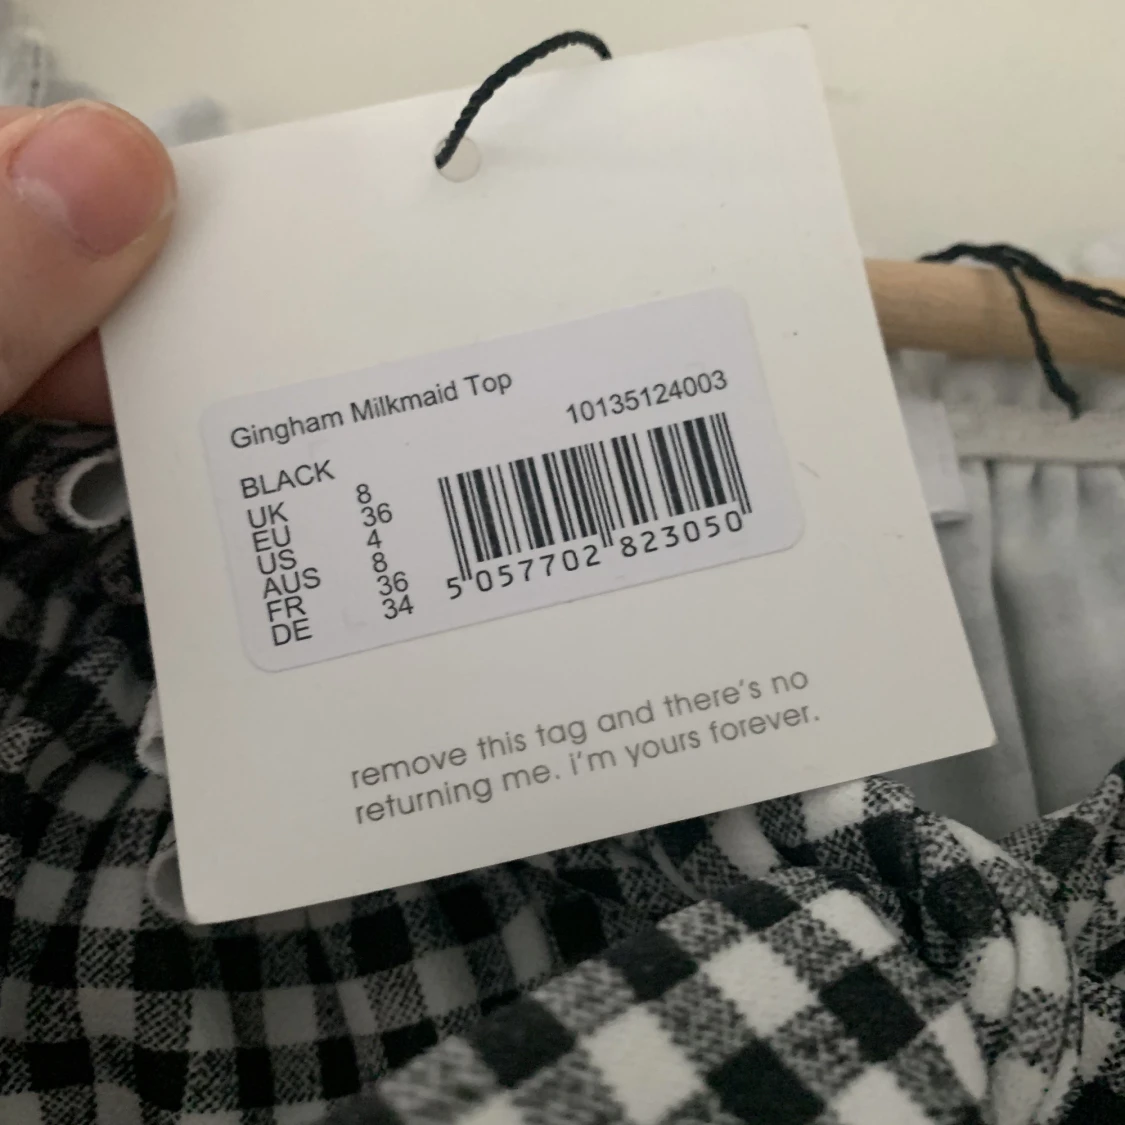 Gingham Milkmaid Top
10135124003
BLACK
UK 8
EU 36
US 4
AUS 8
FR 36
DE 34
5 057702 823050
remove this tag and there's no
returning me. i'm yours forever.